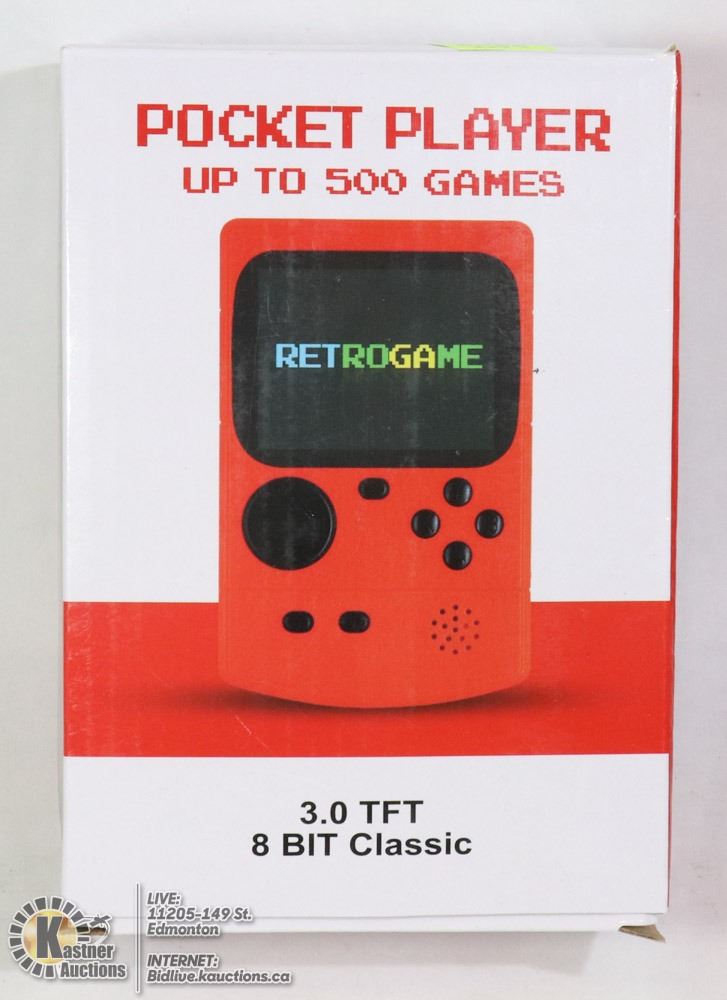 POCKET PLAYER
UP TO 500 GAMES
RETROGAME
3.0 TFT
8 BIT Classic
Kastner
Auctions
LIVE:
11205-149 St.
Edmonton
INTERNET:
Bidlive.kauctions.ca